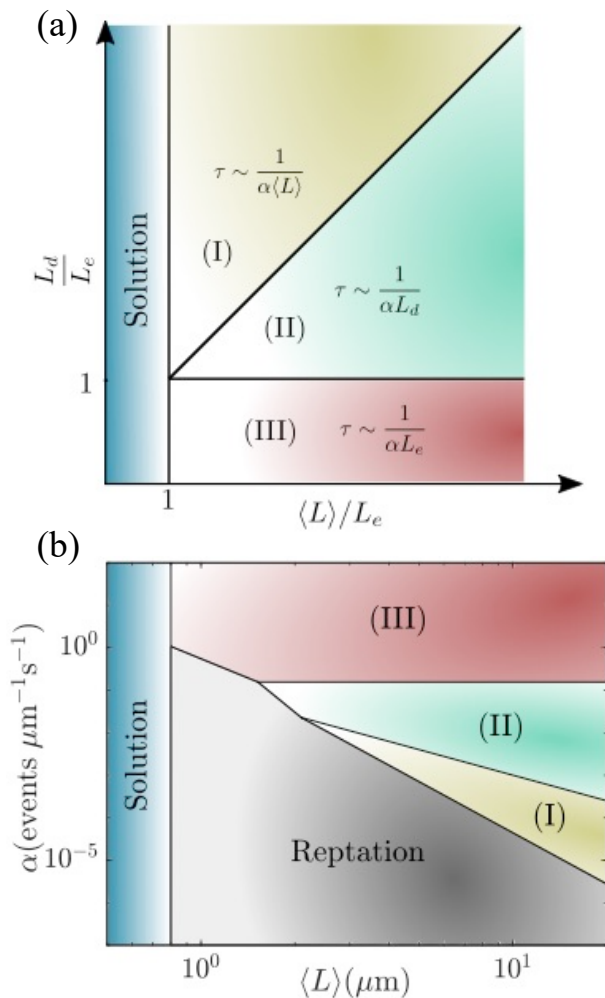 (a)
L_d/L_e
Solution
τ ∼ 1/(α⟨L⟩)
(I)
τ ∼ 1/(αL_d)
(II)
1
(III)
τ ∼ 1/(αL_e)
1
⟨L⟩/L_e
(b)
α(events μm⁻¹s⁻¹)
Solution
(III)
10⁰
(II)
(I)
Reptation
10⁻⁵
10⁰
10¹
⟨L⟩(μm)